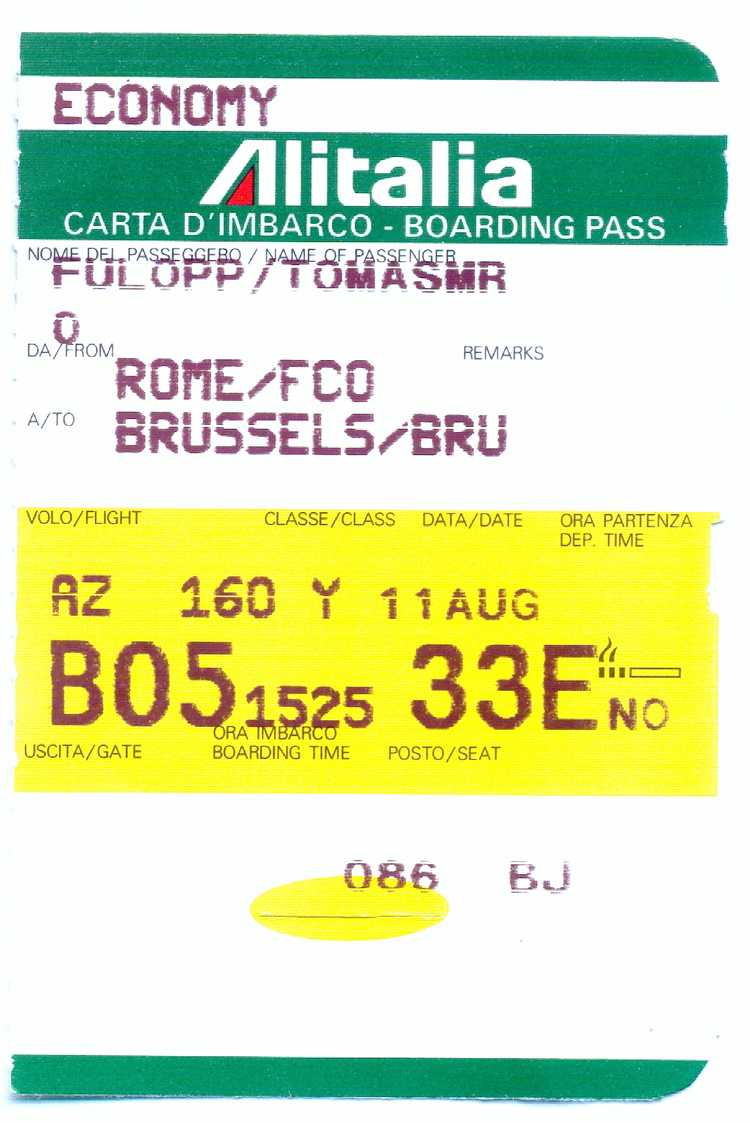 ECONOMY
Alitalia
CARTA D'IMBARCO - BOARDING PASS
NOME DEL PASSEGGERO / NAME OF PASSENGER
FULOPP/TOMASMR
0
DA/FROM
REMARKS
ROME/FCO
A/TO
BRUSSELS/BRU
VOLO/FLIGHT CLASSE/CLASS DATA/DATE ORA PARTENZA
DEP. TIME
AZ 160 Y 11AUG
B05 1525 33E NO
ORA IMBARCO
USCITA/GATE BOARDING TIME POSTO/SEAT
086 BJ